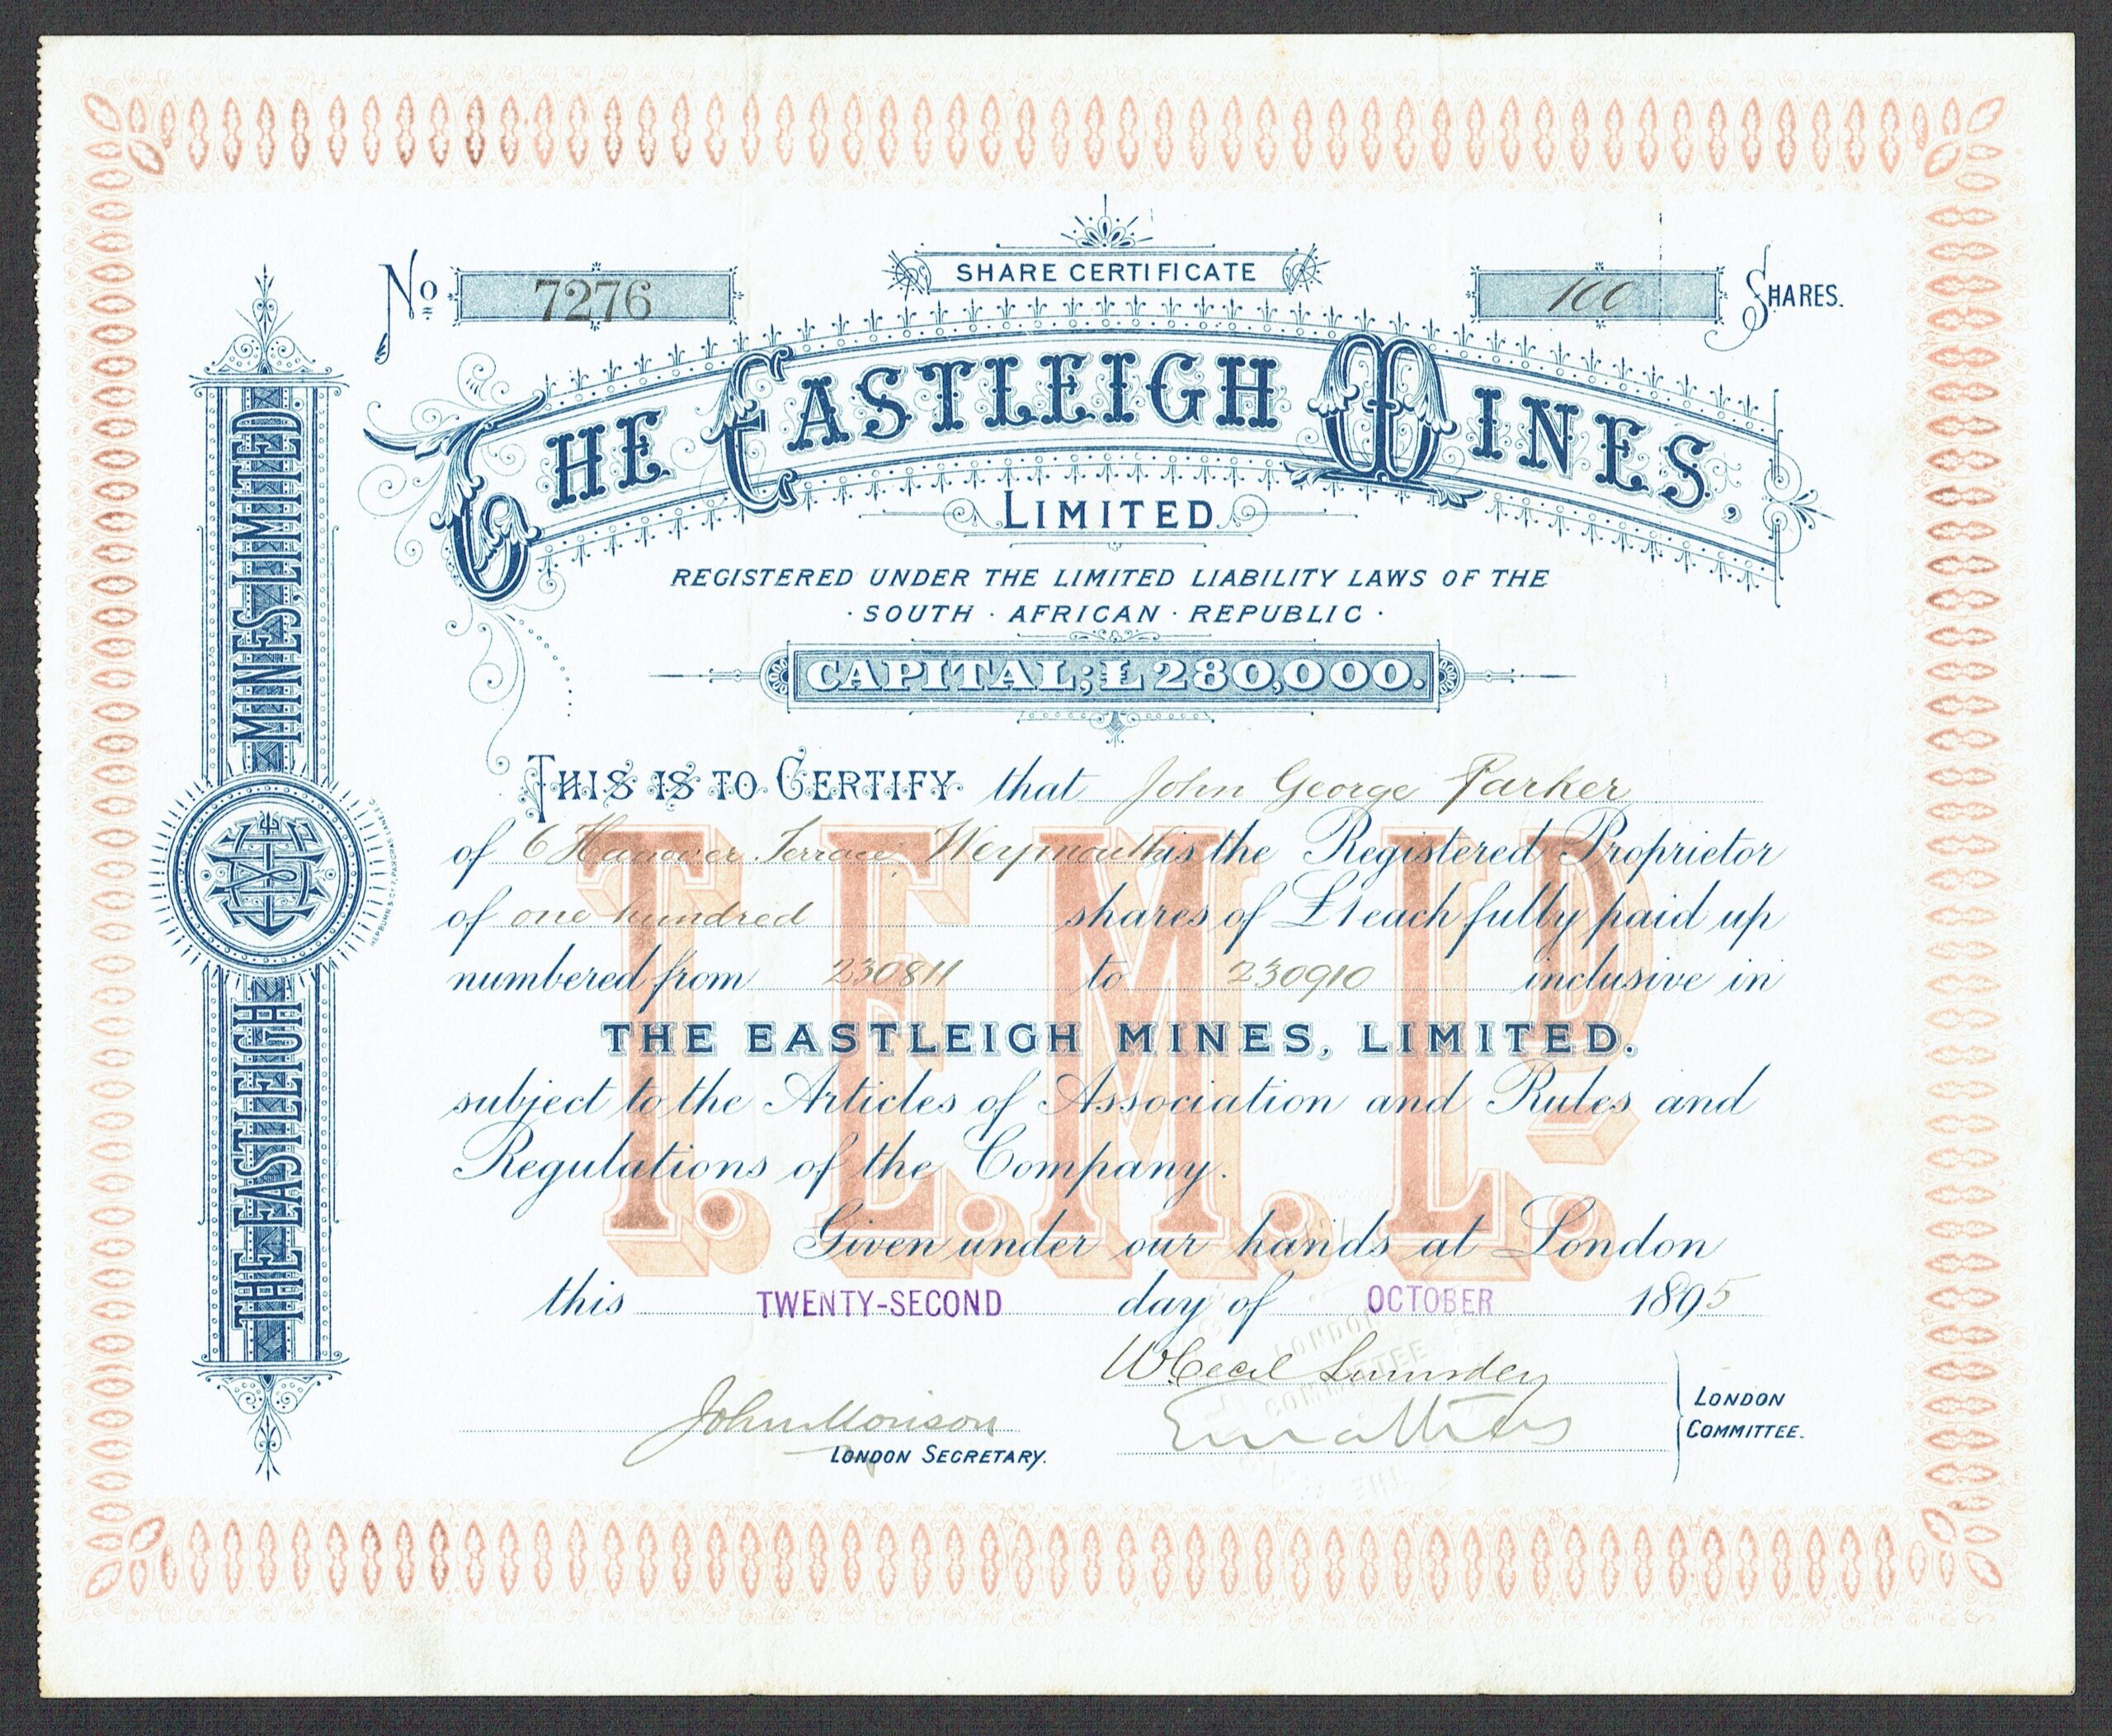 SHARE CERTIFICATE
No 7276
100 SHARES.
THE EASTLEIGH MINES,
LIMITED.
REGISTERED UNDER THE LIMITED LIABILITY LAWS OF THE
· SOUTH · AFRICAN · REPUBLIC ·
CAPITAL; £280,000.
THIS IS TO CERTIFY that John George Parker
of 6 Hanover Terrace Weymouth is the Registered Proprietor
of one hundred shares of £1 each fully paid up
numbered from 230811 to 230910 inclusive in
THE EASTLEIGH MINES, LIMITED.
subject to the Articles of Association and Rules and
Regulations of the Company.
Given under our hands at London
this TWENTY-SECOND day of OCTOBER 1895
W Cecil Lumsden
John Morison
LONDON SECRETARY.
LONDON
COMMITTEE.
T.E.M. LD.
THE EASTLEIGH MINES, LIMITED.
LONDON
COMMITTEE
THE